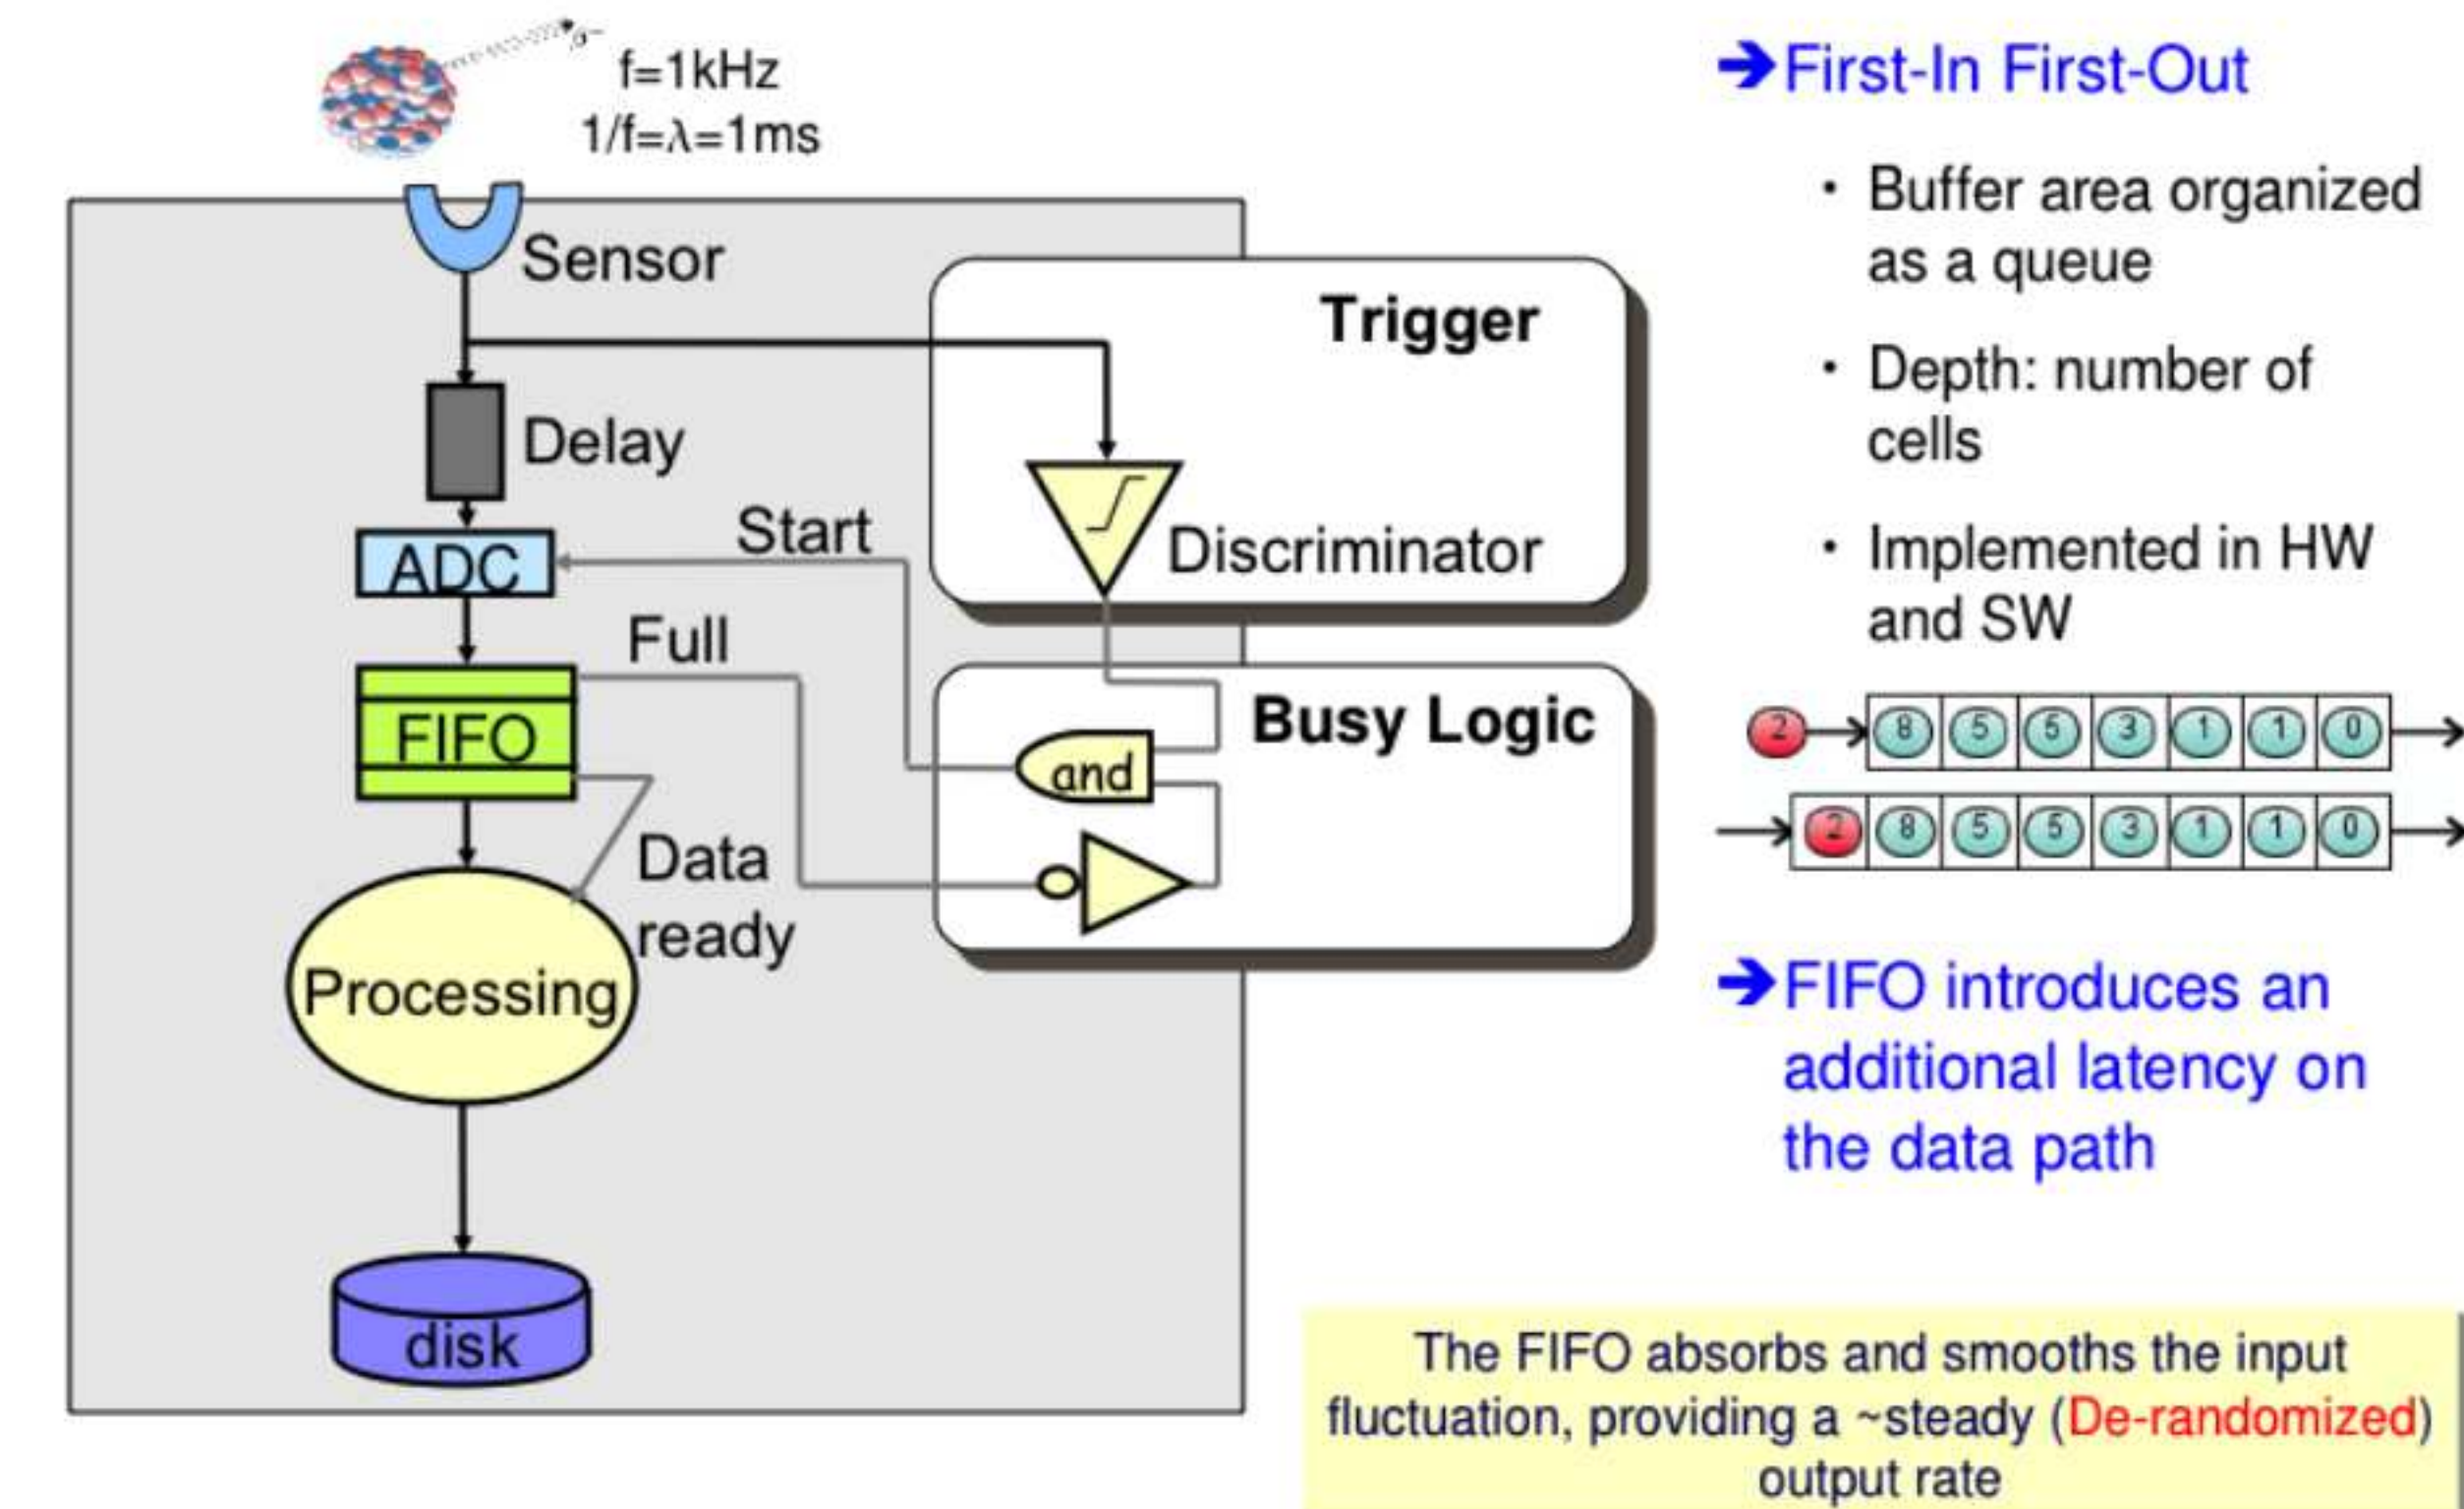 f=1kHz
1/f=λ=1ms
Sensor
Trigger
Delay
Start
Discriminator
ADC
Full
Busy Logic
FIFO
and
Data
ready
Processing
disk
First-In First-Out
• Buffer area organized
as a queue
• Depth: number of
cells
• Implemented in HW
and SW
2 8 5 5 3 1 1 0
2 8 5 5 3 1 1 0
FIFO introduces an
additional latency on
the data path
The FIFO absorbs and smooths the input
fluctuation, providing a ~steady (De-randomized)
output rate